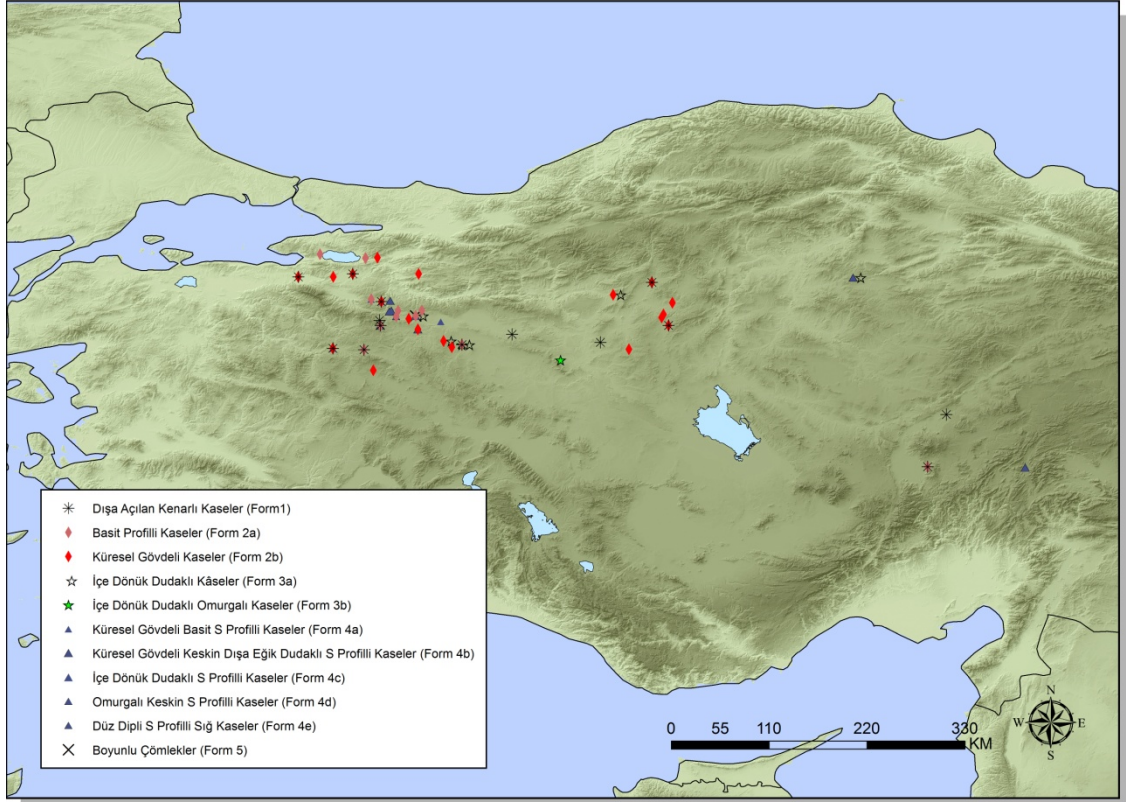 Dışa Açılan Kenarlı Kaseler (Form1)
Basit Profilli Kaseler (Form 2a)
Küresel Gövdeli Kaseler (Form 2b)
İçe Dönük Dudaklı Kâseler (Form 3a)
İçe Dönük Dudaklı Omurgalı Kaseler (Form 3b)
Küresel Gövdeli Basit S Profilli Kaseler (Form 4a)
Küresel Gövdeli Keskin Dışa Eğik Dudaklı S Profilli Kaseler (Form 4b)
İçe Dönük Dudaklı S Profilli Kaseler (Form 4c)
Omurgalı Keskin S Profilli Kaseler (Form 4d)
Düz Dipli S Profilli Sığ Kaseler (Form 4e)
Boyunlu Çömlekler (Form 5)
N
W E
S
0 55 110 220 330
KM